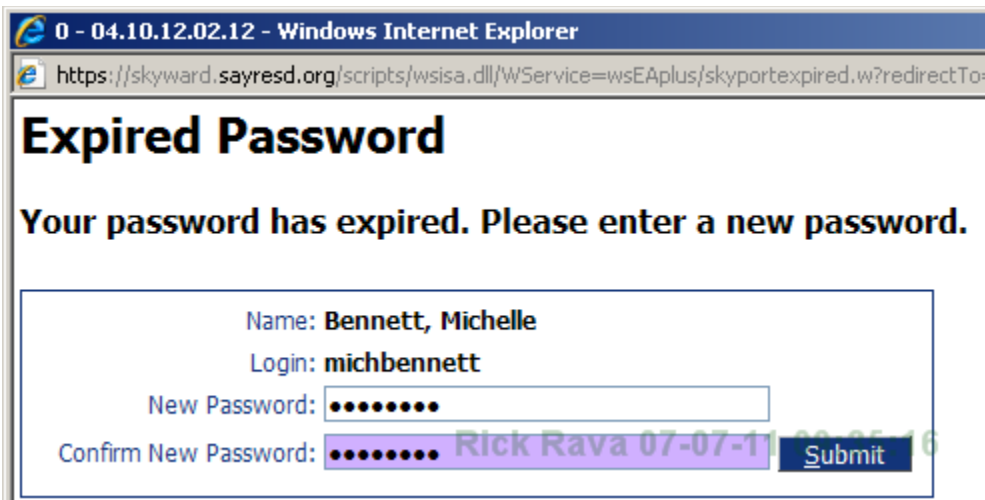 0 - 04.10.12.02.12 - Windows Internet Explorer
https://skyward.sayresd.org/scripts/wsisa.dll/WService=wsEAplus/skyportexpired.w?redirectTo=
Expired Password
Your password has expired. Please enter a new password.
Name: Bennett, Michelle
Login: michbennett
New Password: ••••••••
Confirm New Password: •••••••• Rick Rava 07-07-11 Submit